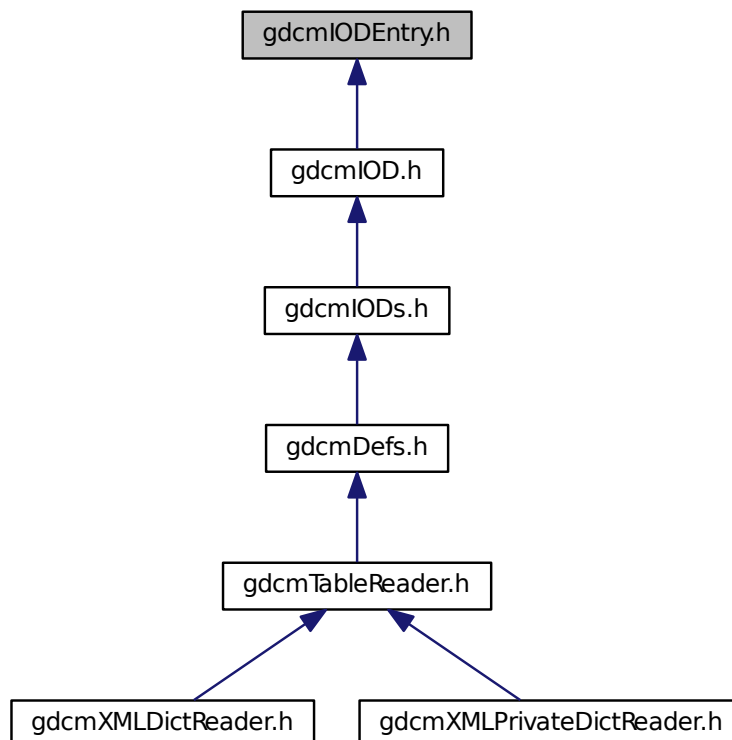 gdcmIODEntry.h
gdcmIOD.h
gdcmIODs.h
gdcmDefs.h
gdcmTableReader.h
gdcmXMLDictReader.h
gdcmXMLPrivateDictReader.h